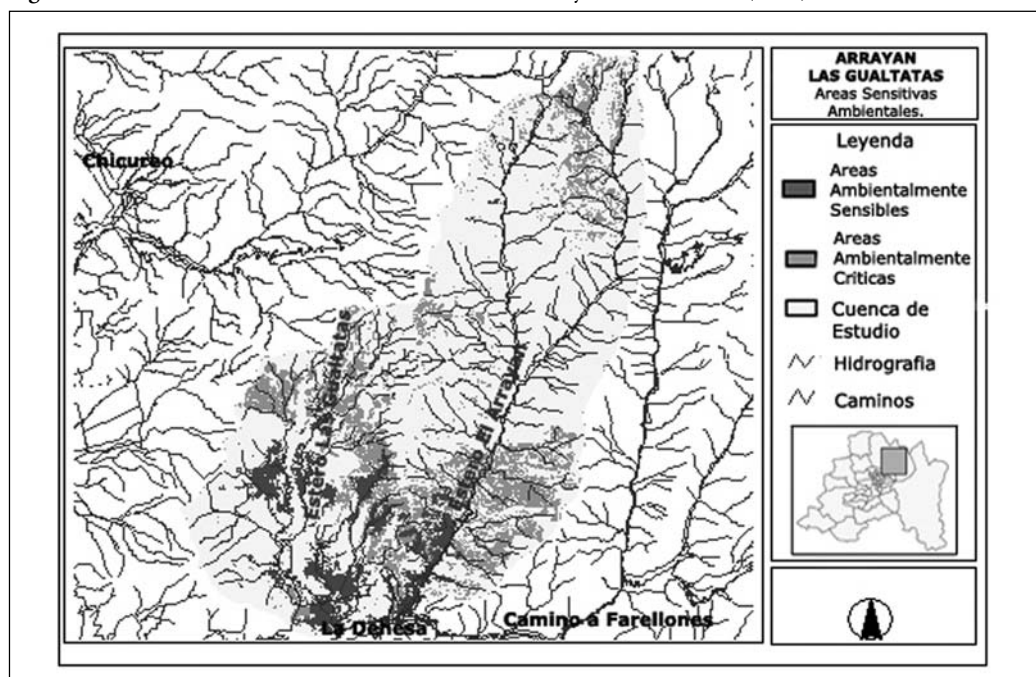 ARRAYAN
LAS GUALTATAS
Areas Sensitivas
Ambientales.
Leyenda
Areas
Ambientalmente
Sensibles
Areas
Ambientalmente
Criticas
Cuenca de
Estudio
Hidrografia
Caminos
Chicureo
Estero Las Gualtatas
Estero El Arrayan
La Dehesa
Camino a Farellones